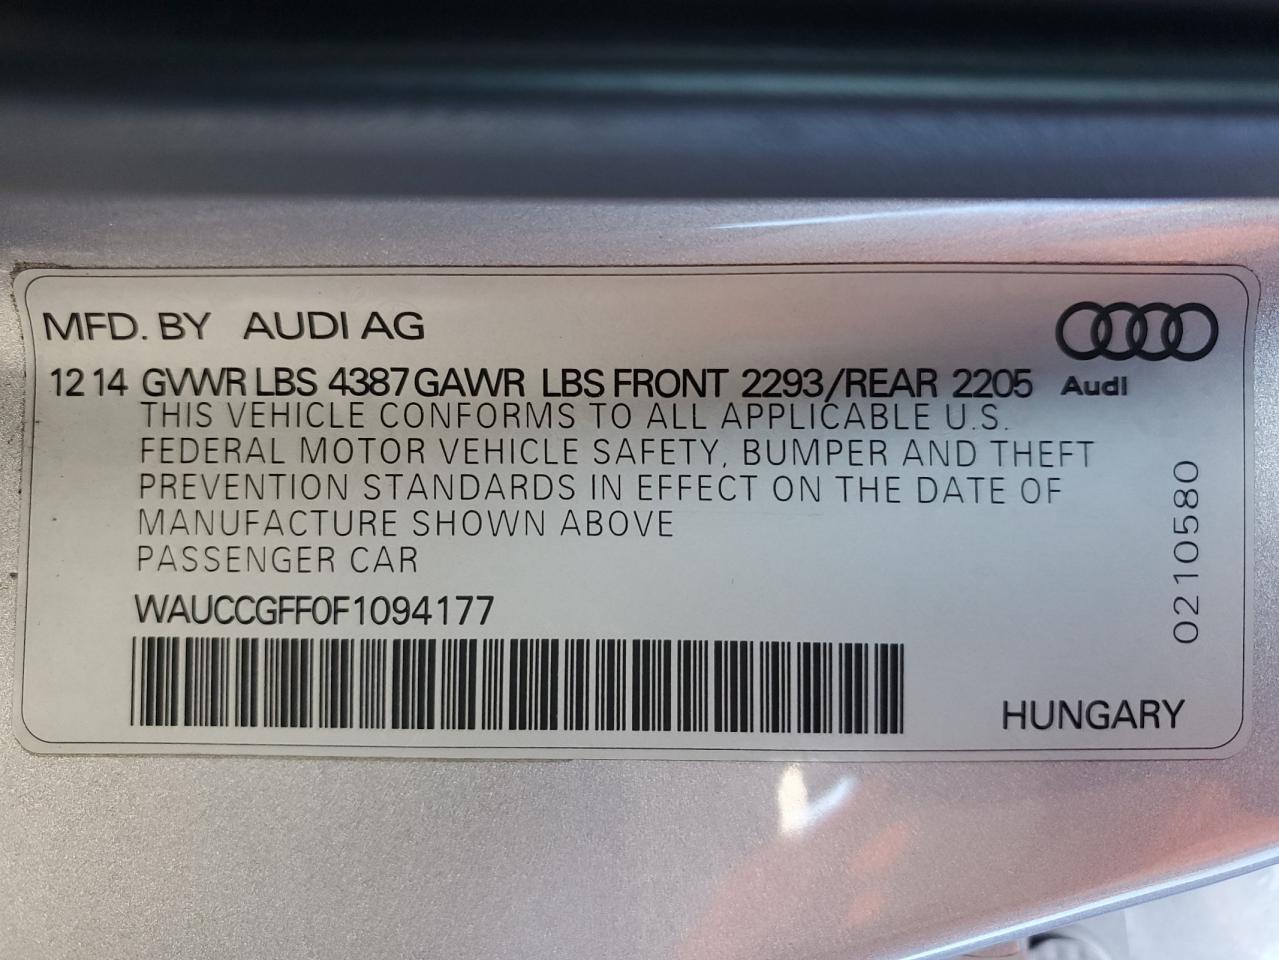 MFD. BY AUDI AG
12 14 GVWR LBS 4387 GAWR LBS FRONT 2293/REAR 2205
Audi
THIS VEHICLE CONFORMS TO ALL APPLICABLE U.S.
FEDERAL MOTOR VEHICLE SAFETY, BUMPER AND THEFT
PREVENTION STANDARDS IN EFFECT ON THE DATE OF
MANUFACTURE SHOWN ABOVE
PASSENGER CAR
WAUCCGFF0F1094177
HUNGARY
0210580